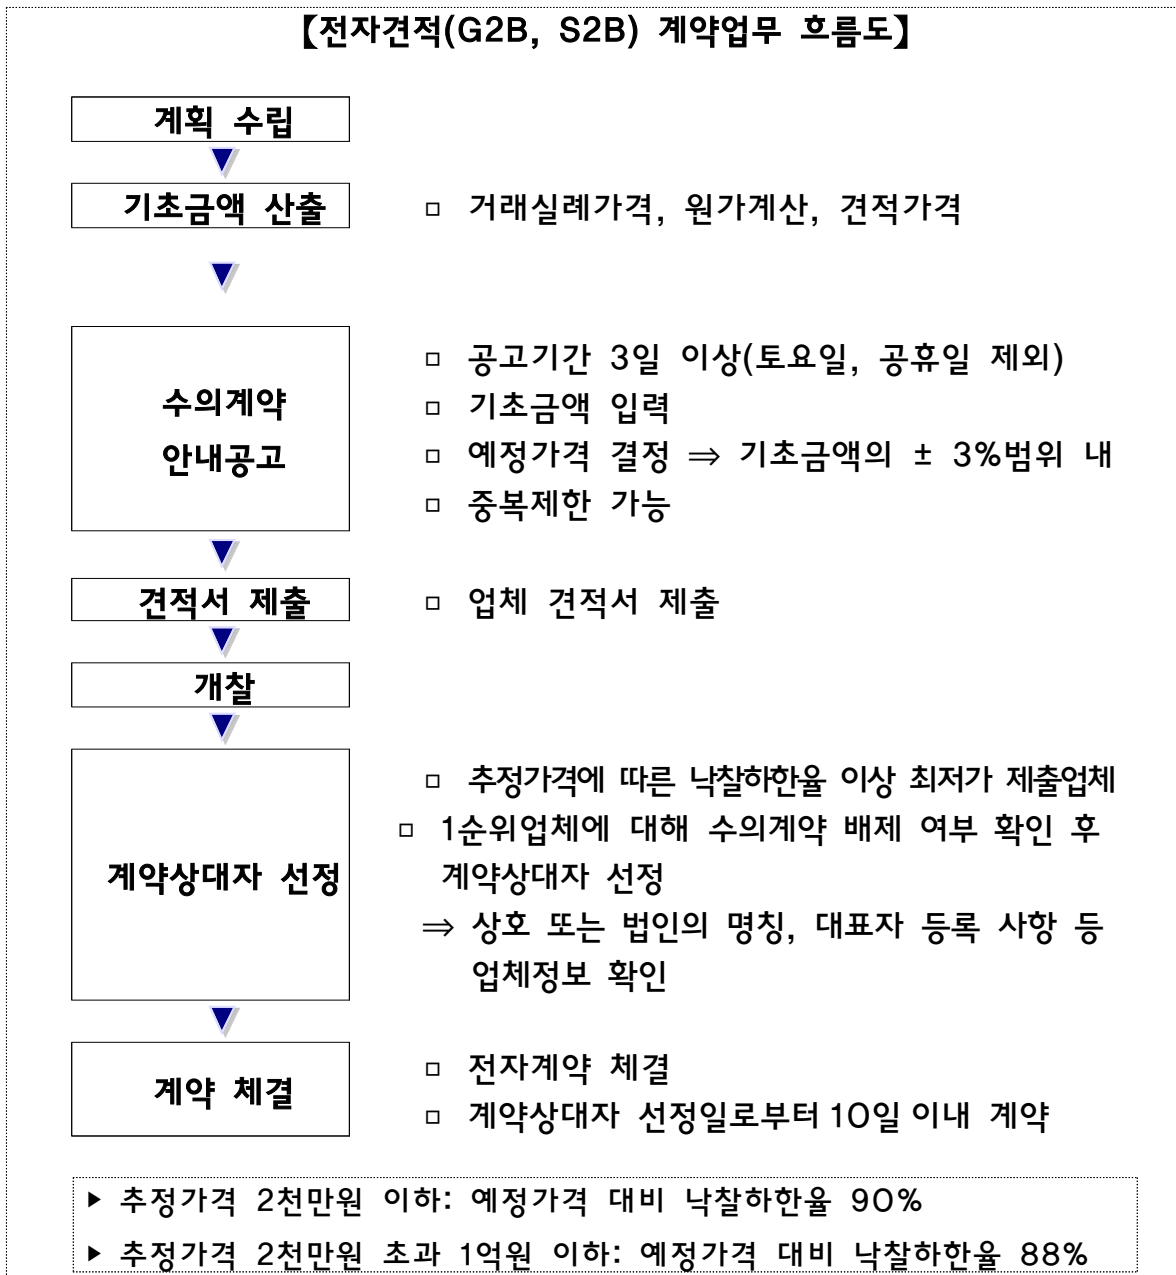 【전자견적(G2B, S2B) 계약업무 흐름도】
계획 수립
▼
기초금액 산출
□ 거래실례가격, 원가계산, 견적가격
▼
수의계약
안내공고
□ 공고기간 3일 이상(토요일, 공휴일 제외)
□ 기초금액 입력
□ 예정가격 결정 ⇒ 기초금액의 ± 3%범위 내
□ 중복제한 가능
▼
견적서 제출
□ 업체 견적서 제출
▼
개찰
▼
계약상대자 선정
□ 추정가격에 따른 낙찰하한율 이상 최저가 제출업체
□ 1순위업체에 대해 수의계약 배제 여부 확인 후
계약상대자 선정
⇒ 상호 또는 법인의 명칭, 대표자 등록 사항 등
업체정보 확인
▼
계약 체결
□ 전자계약 체결
□ 계약상대자 선정일로부터 10일 이내 계약
▶ 추정가격 2천만원 이하: 예정가격 대비 낙찰하한율 90%
▶ 추정가격 2천만원 초과 1억원 이하: 예정가격 대비 낙찰하한율 88%